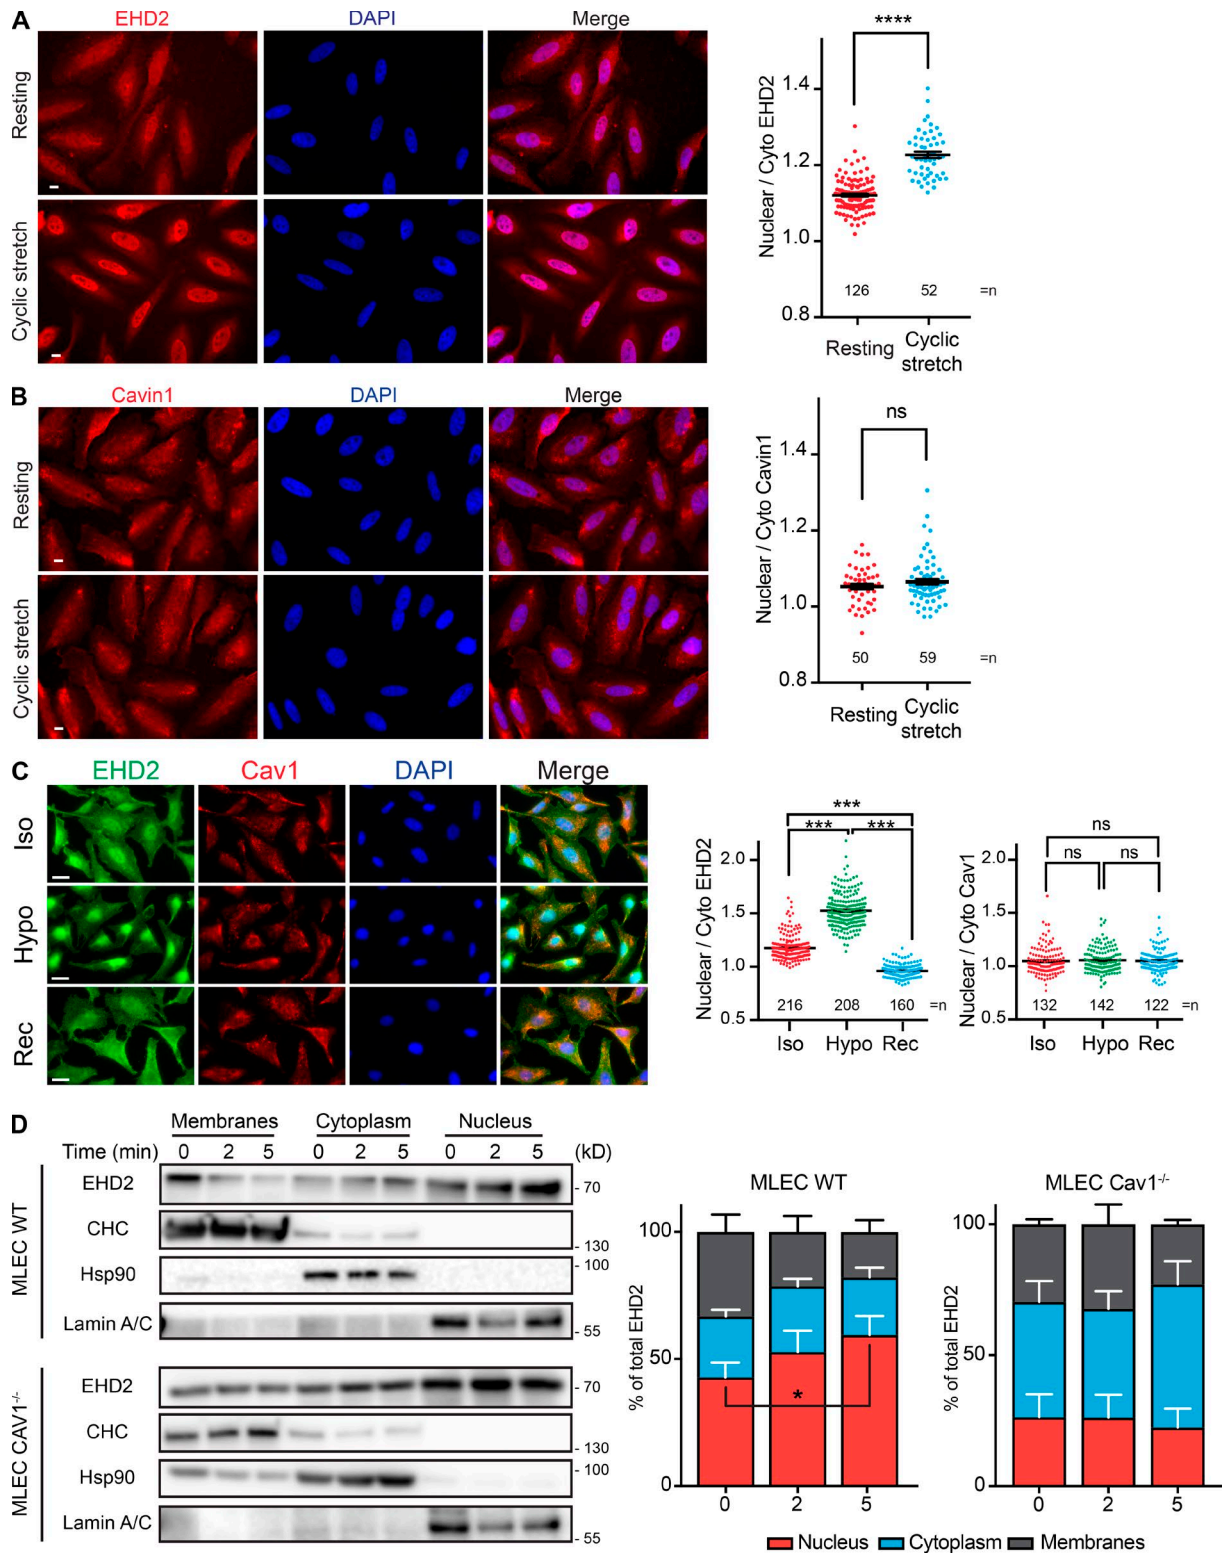 A
EHD2 DAPI Merge
Resting
Cyclic stretch
****
Nuclear / Cyto EHD2
1.4
1.2
1.0
0.8
126 52 =n
Resting Cyclic stretch
B
Cavin1 DAPI Merge
Resting
Cyclic stretch
ns
Nuclear / Cyto Cavin1
1.4
1.2
1.0
0.8
50 59 =n
Resting Cyclic stretch
C
EHD2 Cav1 DAPI Merge
Iso
Hypo
Rec
***
*** ***
Nuclear / Cyto EHD2
2.0
1.5
1.0
0.5
216 208 160 =n
Iso Hypo Rec
ns
ns ns
Nuclear / Cyto Cav1
2.0
1.5
1.0
0.5
132 142 122 =n
Iso Hypo Rec
D
Membranes Cytoplasm Nucleus
Time (min) 0 2 5 0 2 5 0 2 5 (kD)
MLEC WT
EHD2 - 70
CHC - 130
Hsp90 - 100
Lamin A/C - 55
MLEC CAV1-/-
EHD2 - 70
CHC - 130
Hsp90 - 100
Lamin A/C - 55
MLEC WT
% of total EHD2
100
50
0
*
0 2 5
MLEC Cav1-/-
% of total EHD2
100
50
0
0 2 5
Nucleus Cytoplasm Membranes